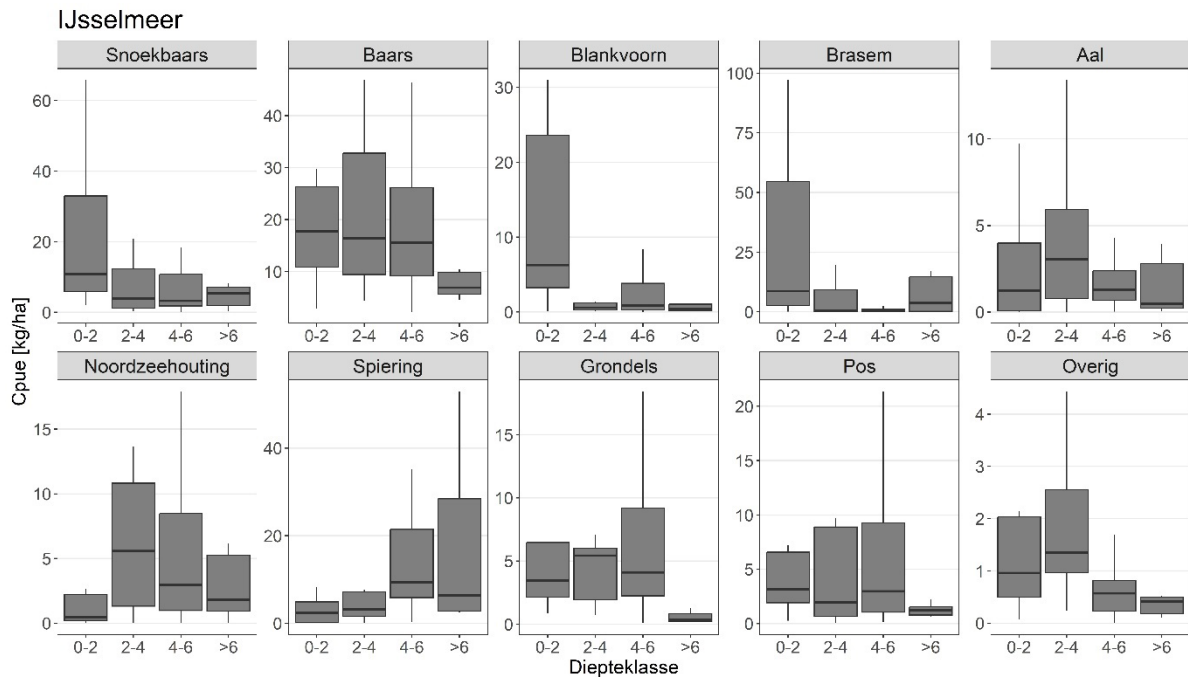 IJsselmeer
Snoekbaars Baars Blankvoorn Brasem Aal
60 40 20 0
40 30 20 10
30 20 10 0
100 75 50 25 0
10 5 0
0-2 2-4 4-6 >6 0-2 2-4 4-6 >6 0-2 2-4 4-6 >6 0-2 2-4 4-6 >6 0-2 2-4 4-6 >6
Cpue [kg/ha]
Noordzeehouting Spiering Grondels Pos Overig
15 10 5 0
40 20 0
15 10 5 0
20 15 10 5 0
4 3 2 1 0
0-2 2-4 4-6 >6 0-2 2-4 4-6 >6 0-2 2-4 4-6 >6 0-2 2-4 4-6 >6 0-2 2-4 4-6 >6
Diepteklasse